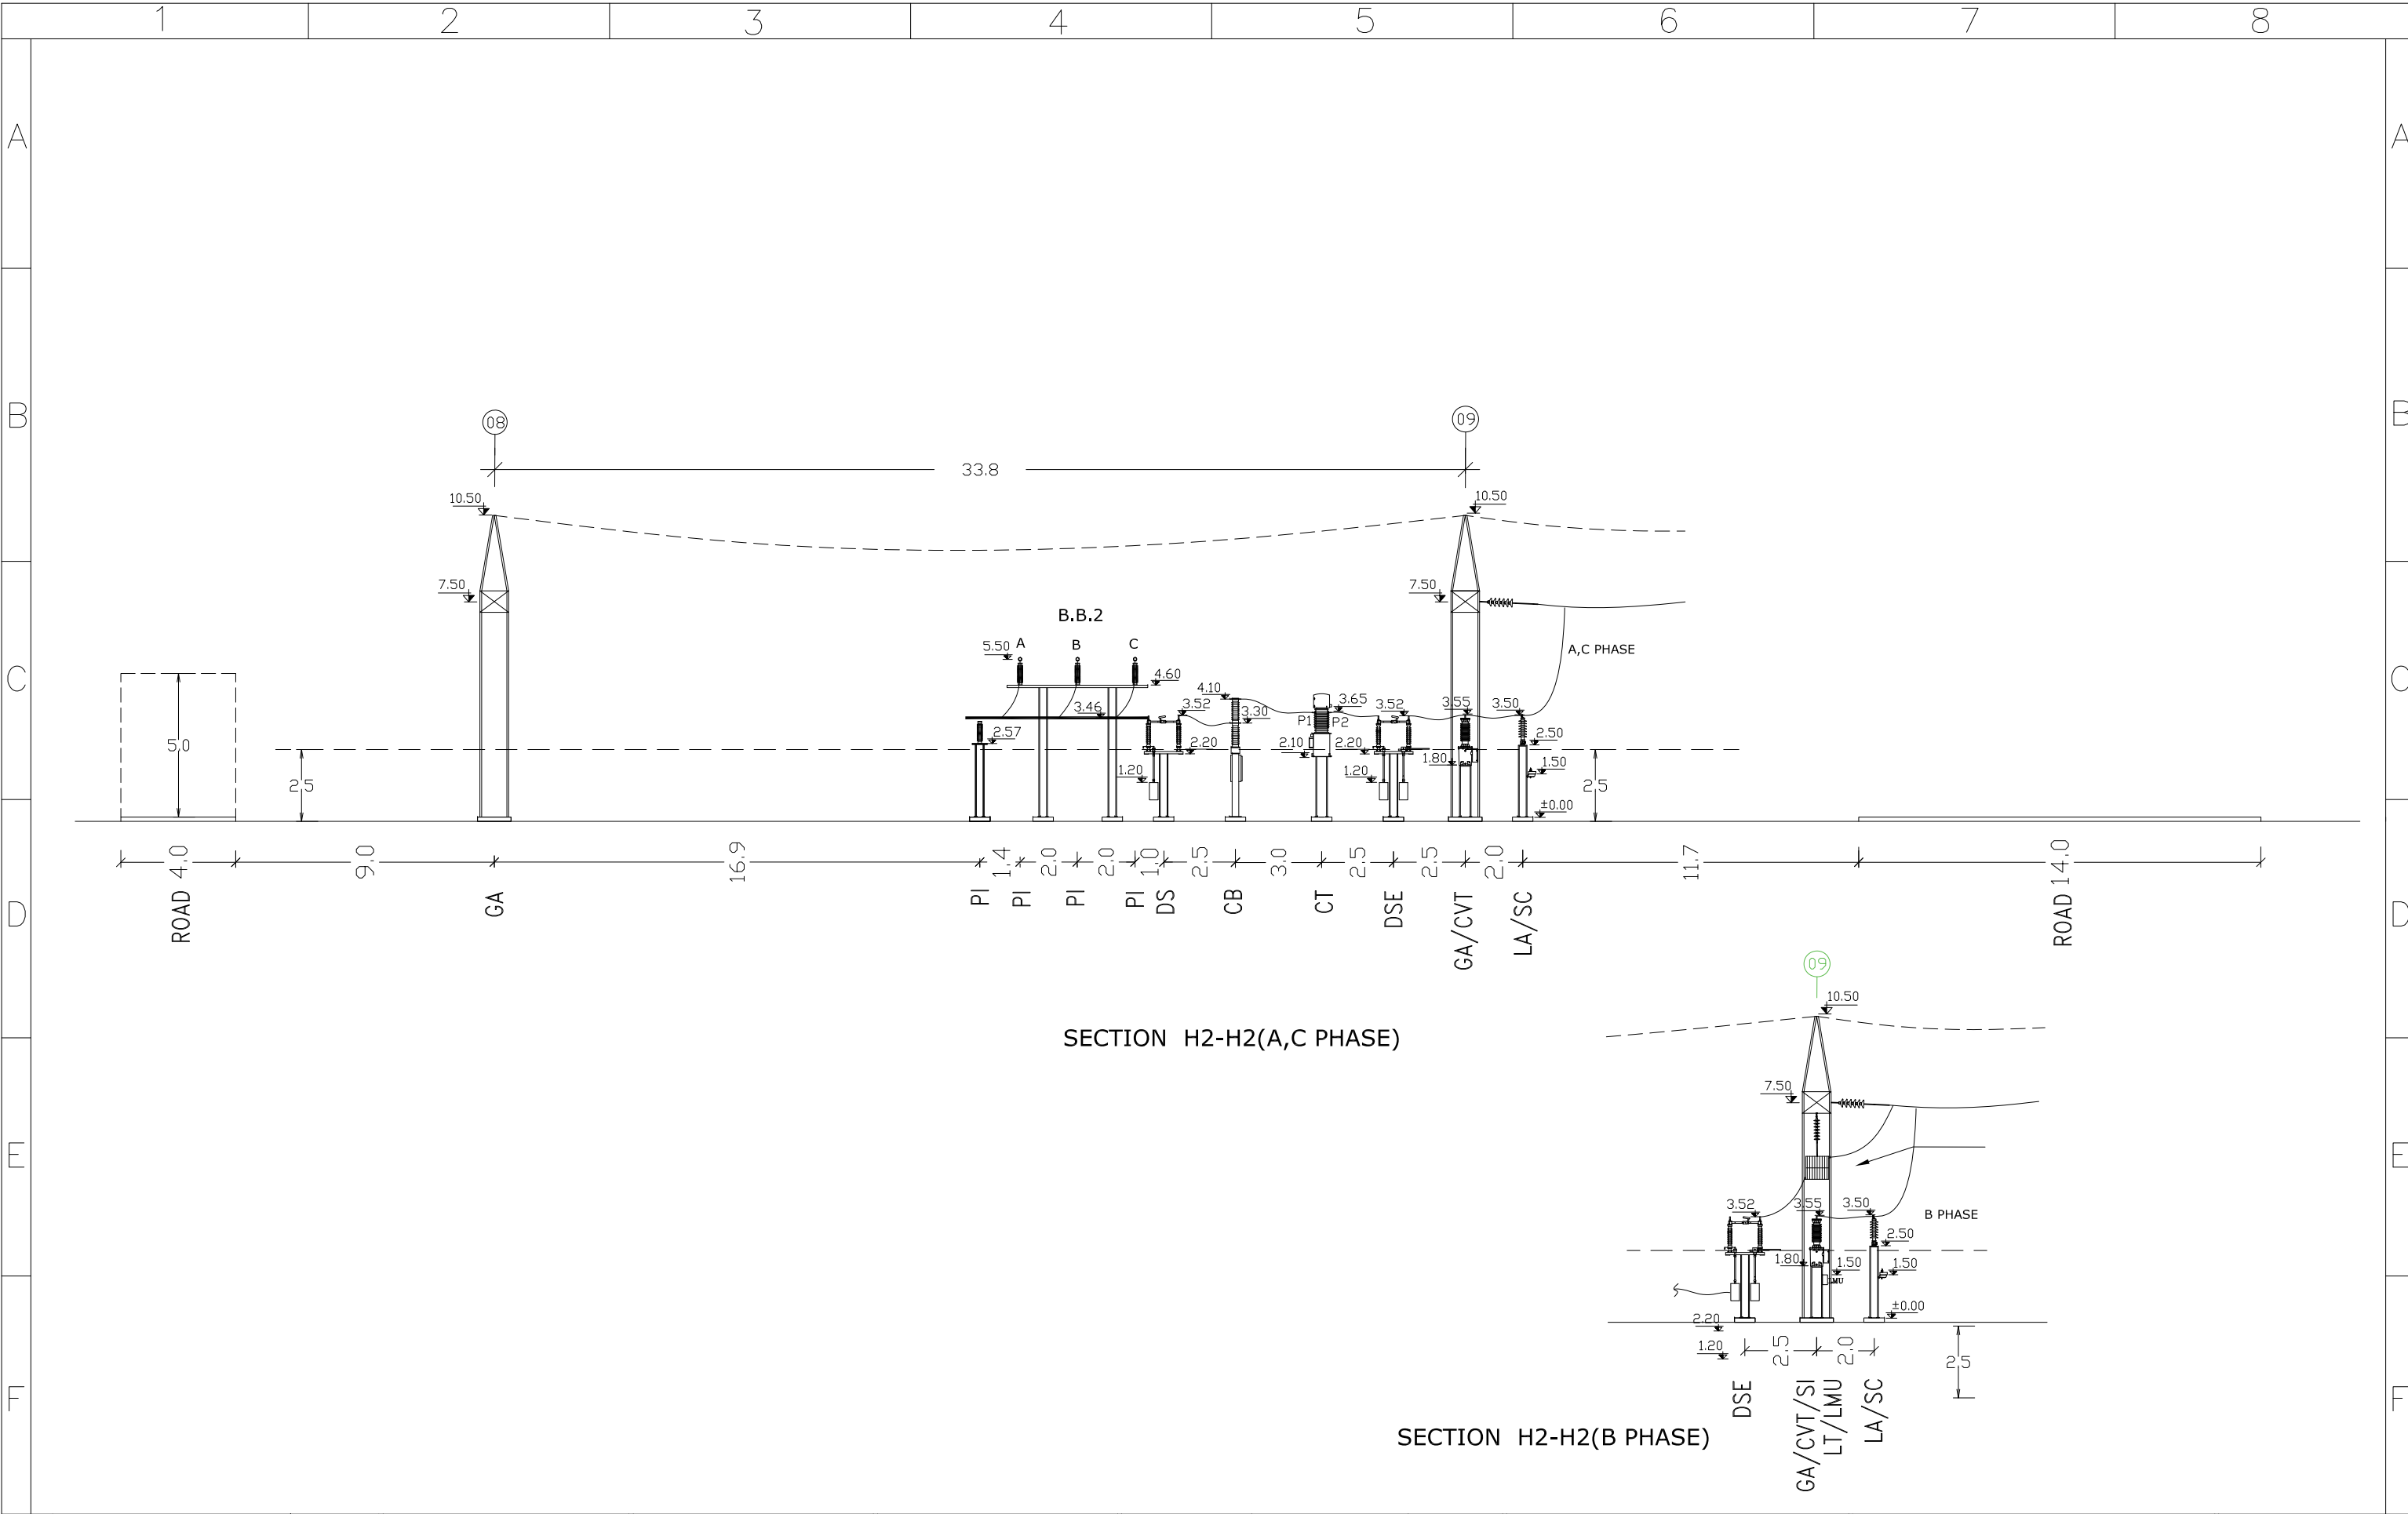 1 2 3 4 5 6 7 8
A A
B B
08 09
33.8
10.50 10.50
7.50 7.50
B.B.2
A B C
5.50
A,C PHASE
C C
4.60
4.10
3.46 3.52 3.30 P1 P2 3.65 3.52 3.55 3.50
5.0
2.57 2.20 2.10 2.20 2.50
2.5 1.20 1.20 1.80 1.50 2.5
±0.00
ROAD 4.0 9.0 16.9 1.4 2.0 2.0 1.0 2.5 3.0 2.5 2.5 2.0 11.7 ROAD 14.0
GA PI PI PI PI DS CB CT DSE GA/CVT LA/SC
D D
SECTION H2-H2(A,C PHASE)
09
10.50
7.50
E E
3.52 3.55 3.50
B PHASE
2.50
1.80 1.50 1.50
LMU
±0.00
2.20
1.20 2.5 2.0 2.5
DSE GA/CVT/SI LA/SC
LT/LMU
F F
SECTION H2-H2(B PHASE)